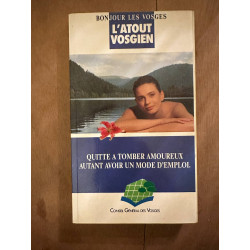 BONJOUR LES VOSGES
L'ATOUT
VOSGIEN
QUITTE A TOMBER AMOUREUX
AUTANT AVOIR UN MODE D'EMPLOI.
CONSEIL GÉNÉRAL DES VOSGES